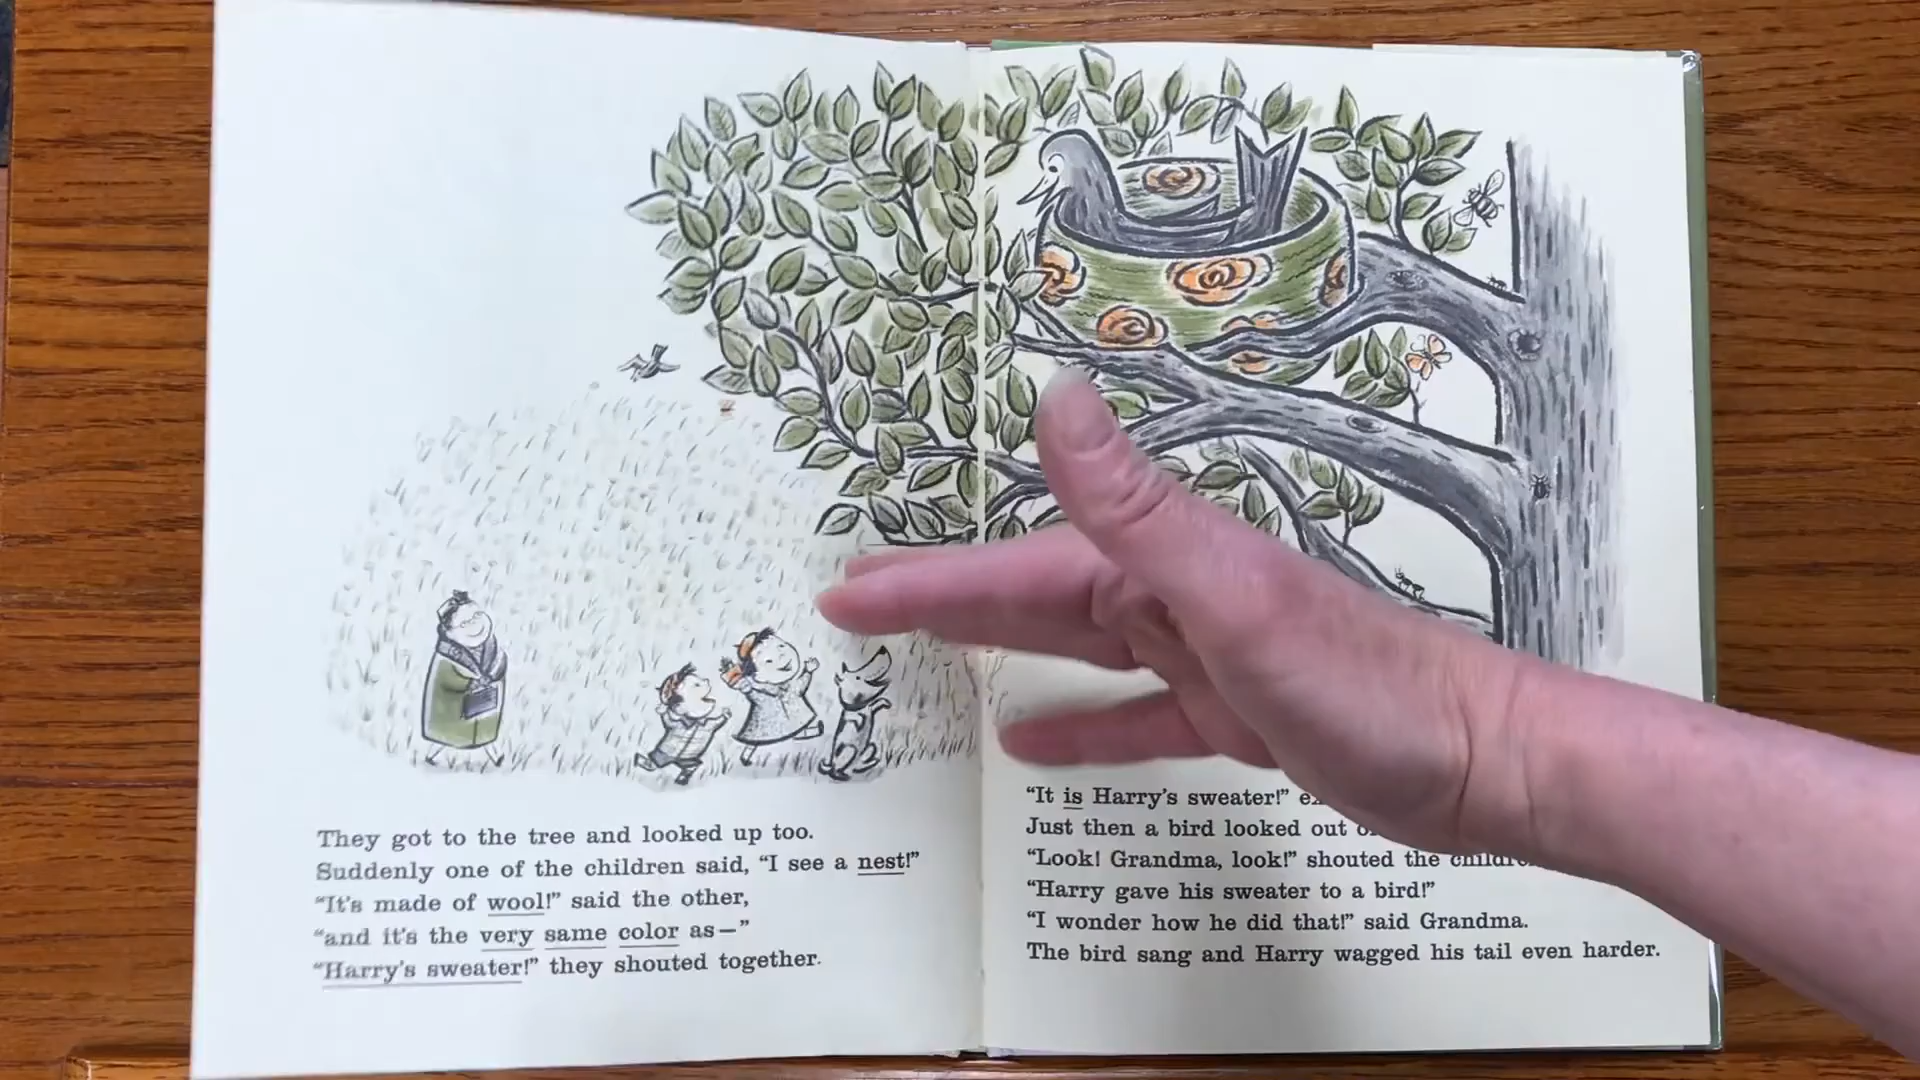 They got to the tree and looked up too.
Suddenly one of the children said, “I see a nest!”
“It's made of wool!” said the other,
“and it's the very same color as—”
“Harry's sweater!” they shouted together.
“It is Harry's sweater!”
Just then a bird looked out
“Look! Grandma, look!” shouted the
“Harry gave his sweater to a bird!”
“I wonder how he did that!” said Grandma.
The bird sang and Harry wagged his tail even harder.